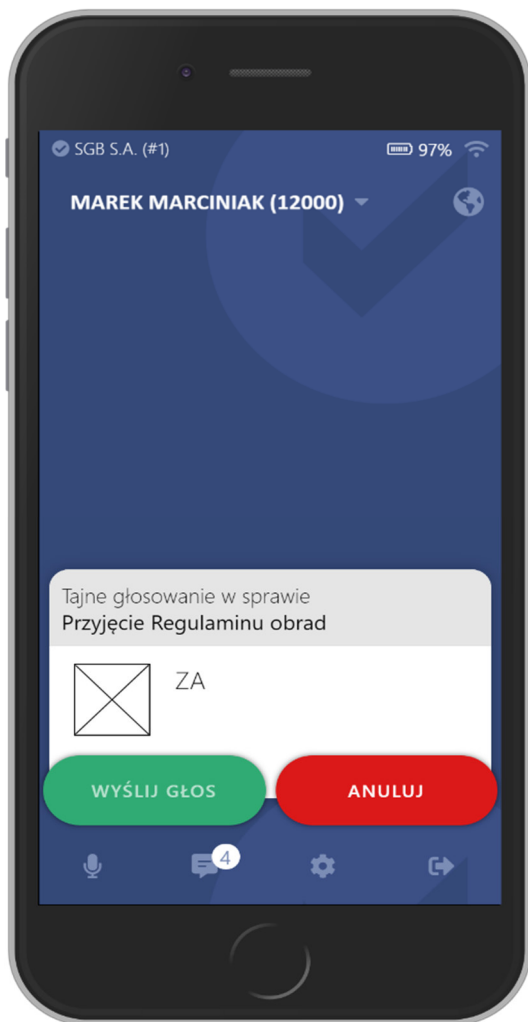 SGB S.A. (#1) 97%
MAREK MARCINIAK (12000)
Tajne głosowanie w sprawie
Przyjęcie Regulaminu obrad
ZA
WYŚLIJ GŁOS ANULUJ
4